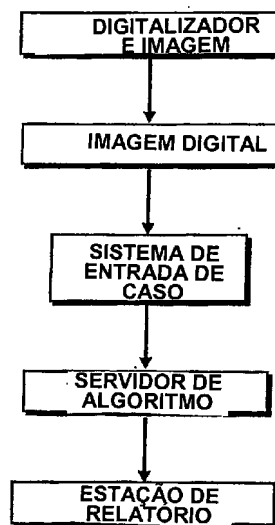 DIGITALIZADOR
E IMAGEM
IMAGEM DIGITAL
SISTEMA DE
ENTRADA DE
CASO
SERVIDOR DE
ALGORITMO
ESTAÇÃO DE
RELATÓRIO